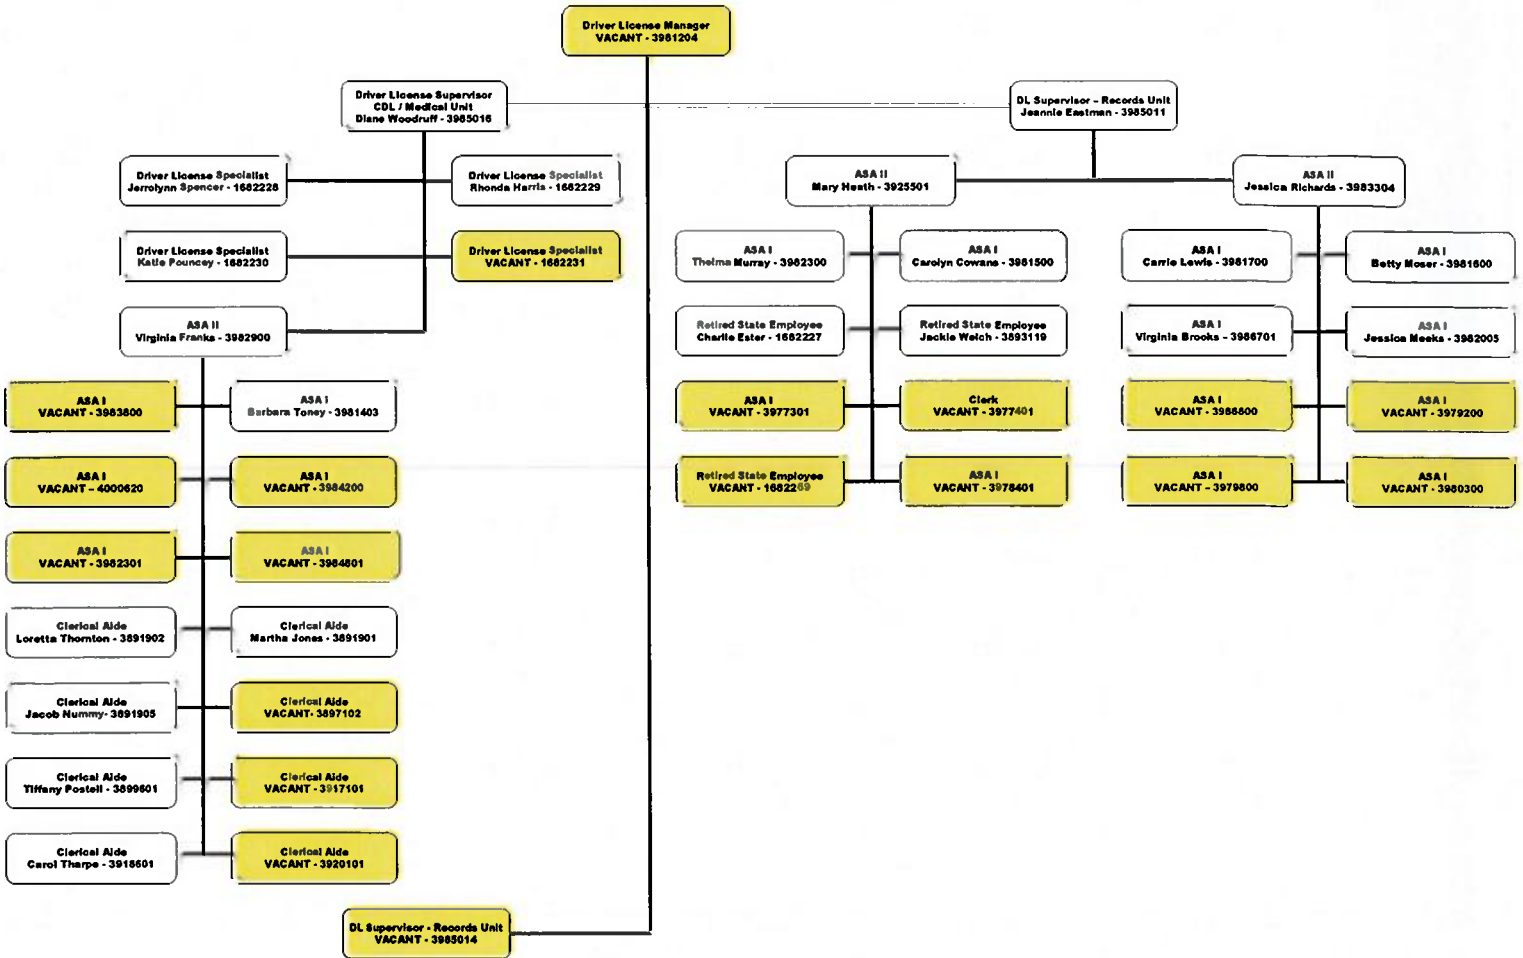 Driver License Manager
VACANT - 3981204
Driver License Supervisor
CDL / Medical Unit
Diane Woodruff - 3985016
DL Supervisor – Records Unit
Jeannie Eastman - 3985011
Driver License Specialist
Jerrolynn Spencer - 1682228
Driver License Specialist
Rhonda Harris - 1682229
ASA II
Mary Heath - 3925501
ASA II
Jessica Richards - 3983304
Driver License Specialist
Katie Pouncey - 1682230
Driver License Specialist
VACANT - 1682231
ASA I
Thelma Murray - 3982300
ASA I
Carolyn Cowans - 3981500
ASA I
Carrie Lewis - 3981700
ASA I
Betty Moser - 3981600
ASA II
Virginia Franks - 3982900
Retired State Employee
Charlie Ester - 1682227
Retired State Employee
Jackie Welch - 3893119
ASA I
Virginia Brooks – 3986701
ASA I
Jessica Meeks - 3982005
ASA I
VACANT - 3983800
ASA I
Barbara Toney - 3981403
ASA I
VACANT - 3977301
Clerk
VACANT - 3977401
ASA I
VACANT - 3986800
ASA I
VACANT - 3979200
ASA I
VACANT – 4000620
ASA I
VACANT - 3984200
Retired State Employee
VACANT - 1682269
ASA I
VACANT - 3978401
ASA I
VACANT – 3979800
ASA I
VACANT - 3980300
ASA I
VACANT - 3982301
ASA I
VACANT - 3984801
Clerical Aide
Loretta Thornton - 3891902
Clerical Aide
Martha Jones - 3891901
Clerical Aide
Jacob Nummy- 3891905
Clerical Aide
VACANT- 3897102
Clerical Aide
Tiffany Postell - 3899601
Clerical Aide
VACANT - 3917101
Clerical Aide
Carol Tharpe - 3918601
Clerical Aide
VACANT - 3920101
DL Supervisor - Records Unit
VACANT - 3985014